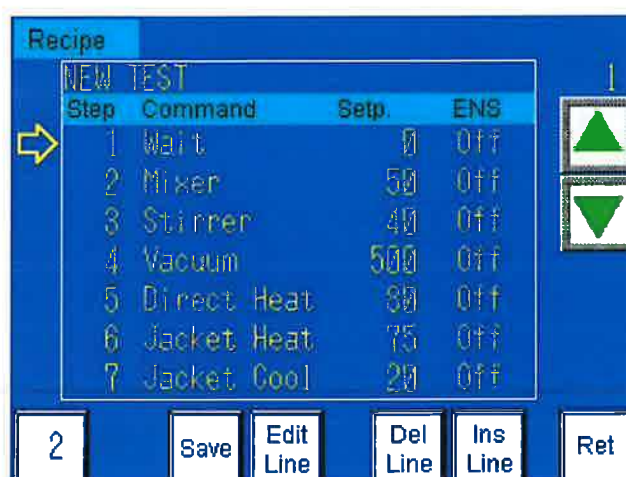 Recipe
NEW TEST 1
Step Command Setp. ENS
1 Wait 0 Off
2 Mixer 50 Off
3 Stirrer 40 Off
4 Vacuum 500 Off
5 Direct Heat 80 Off
6 Jacket Heat 75 Off
7 Jacket Cool 20 Off
2 Save Edit Line Del Line Ins Line Ret